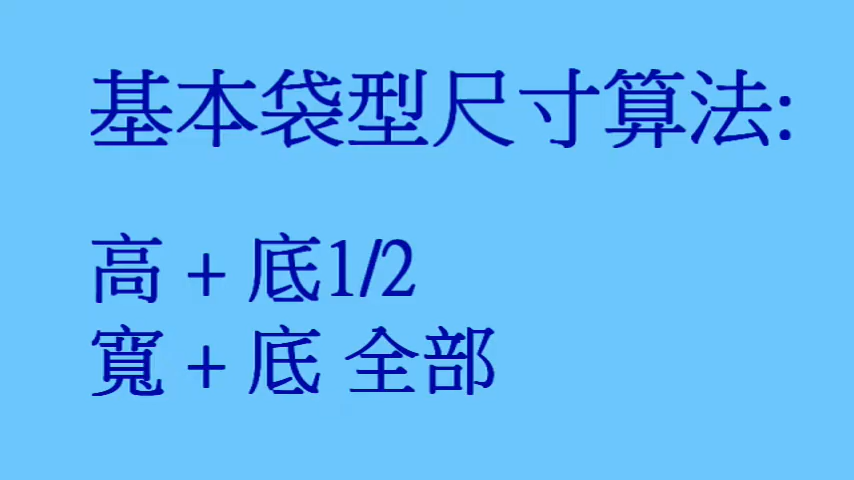 基本袋型尺寸算法:
高 + 底1/2
寬 + 底 全部